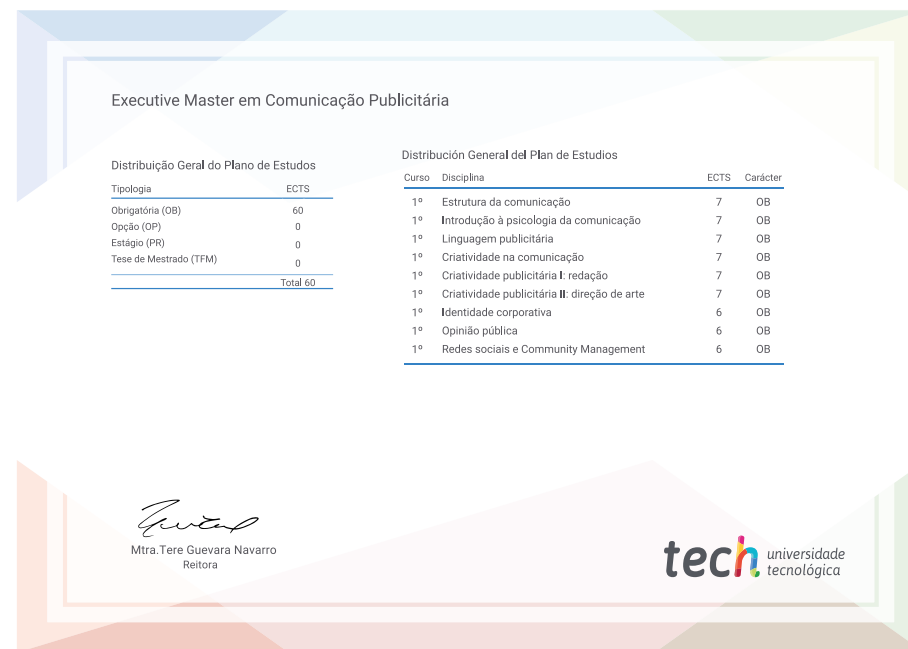 Executive Master em Comunicação Publicitária
Distribuição Geral do Plano de Estudos
Tipologia ECTS
Obrigatória (OB) 60
Opção (OP) 0
Estágio (PR) 0
Tese de Mestrado (TFM) 0
Total 60
Distribución General del Plan de Estudios
Curso Disciplina ECTS Carácter
1º Estrutura da comunicação 7 OB
1º Introdução à psicologia da comunicação 7 OB
1º Linguagem publicitária 7 OB
1º Criatividade na comunicação 7 OB
1º Criatividade publicitária I: redação 7 OB
1º Criatividade publicitária II: direção de arte 7 OB
1º Identidade corporativa 6 OB
1º Opinião pública 6 OB
1º Redes sociais e Community Management 6 OB
Mtra.Tere Guevara Navarro
Reitora
tech universidade
tecnológica